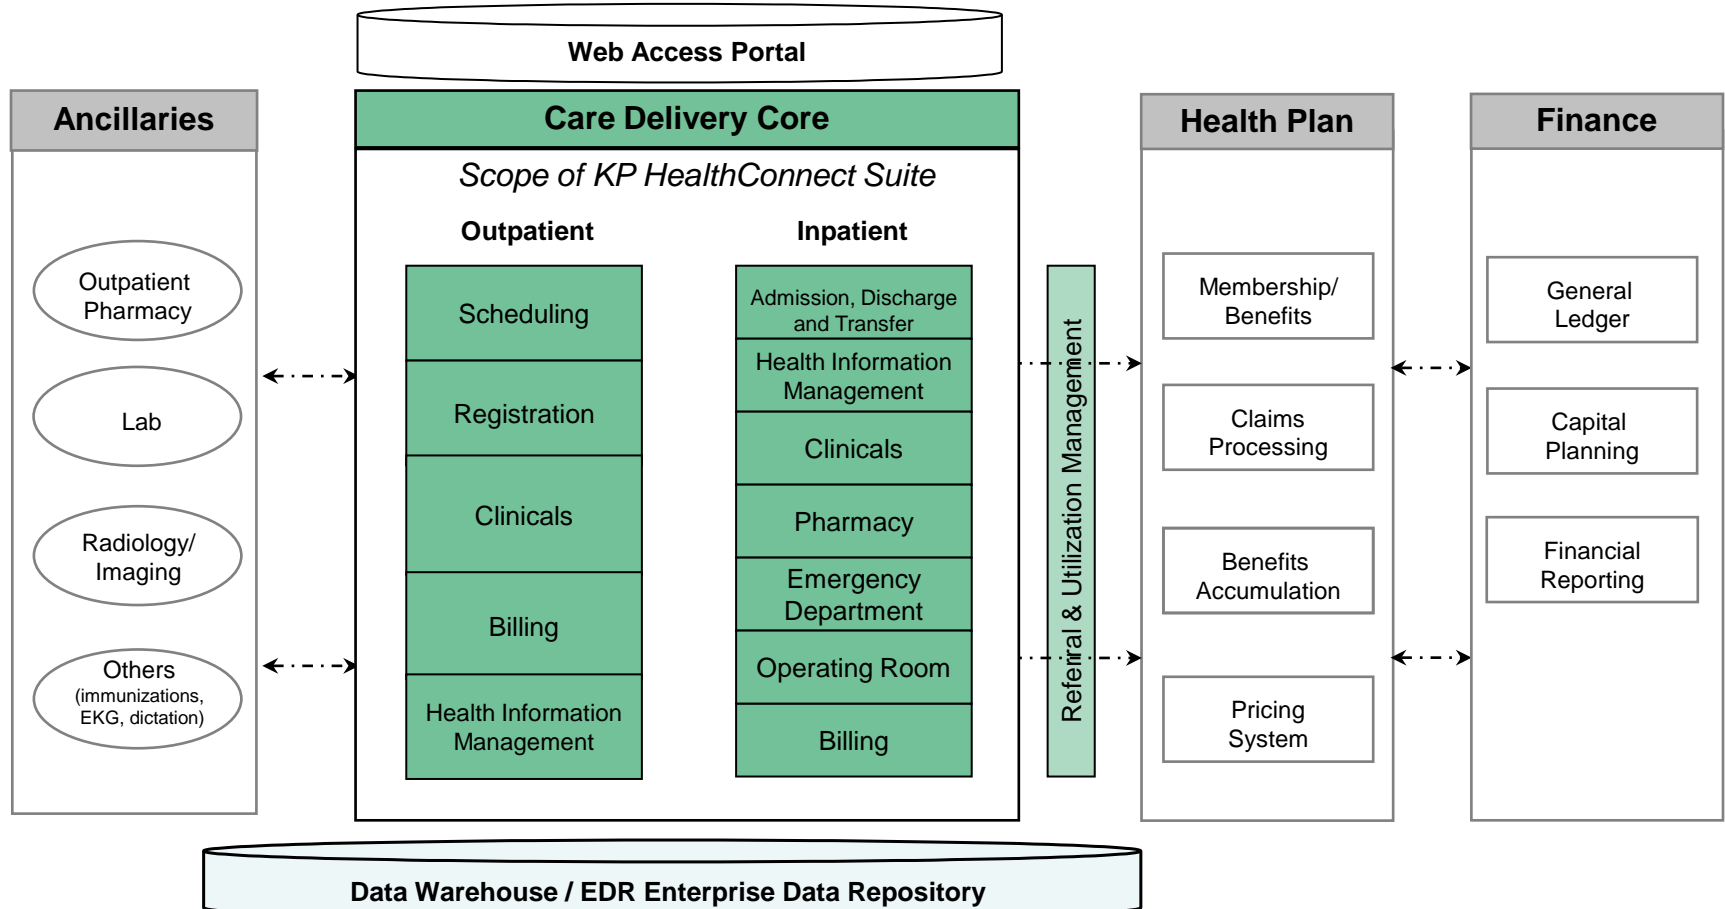 Web Access Portal
Ancillaries
Outpatient
Pharmacy
Lab
Radiology/
Imaging
Others
(immunizations,
EKG, dictation)
Care Delivery Core
Scope of KP HealthConnect Suite
Outpatient
Scheduling
Registration
Clinicals
Billing
Health Information
Management
Inpatient
Admission, Discharge
and Transfer
Health Information
Management
Clinicals
Pharmacy
Emergency
Department
Operating Room
Billing
Referral & Utilization Management
Health Plan
Membership/
Benefits
Claims
Processing
Benefits
Accumulation
Pricing
System
Finance
General
Ledger
Capital
Planning
Financial
Reporting
Data Warehouse / EDR Enterprise Data Repository